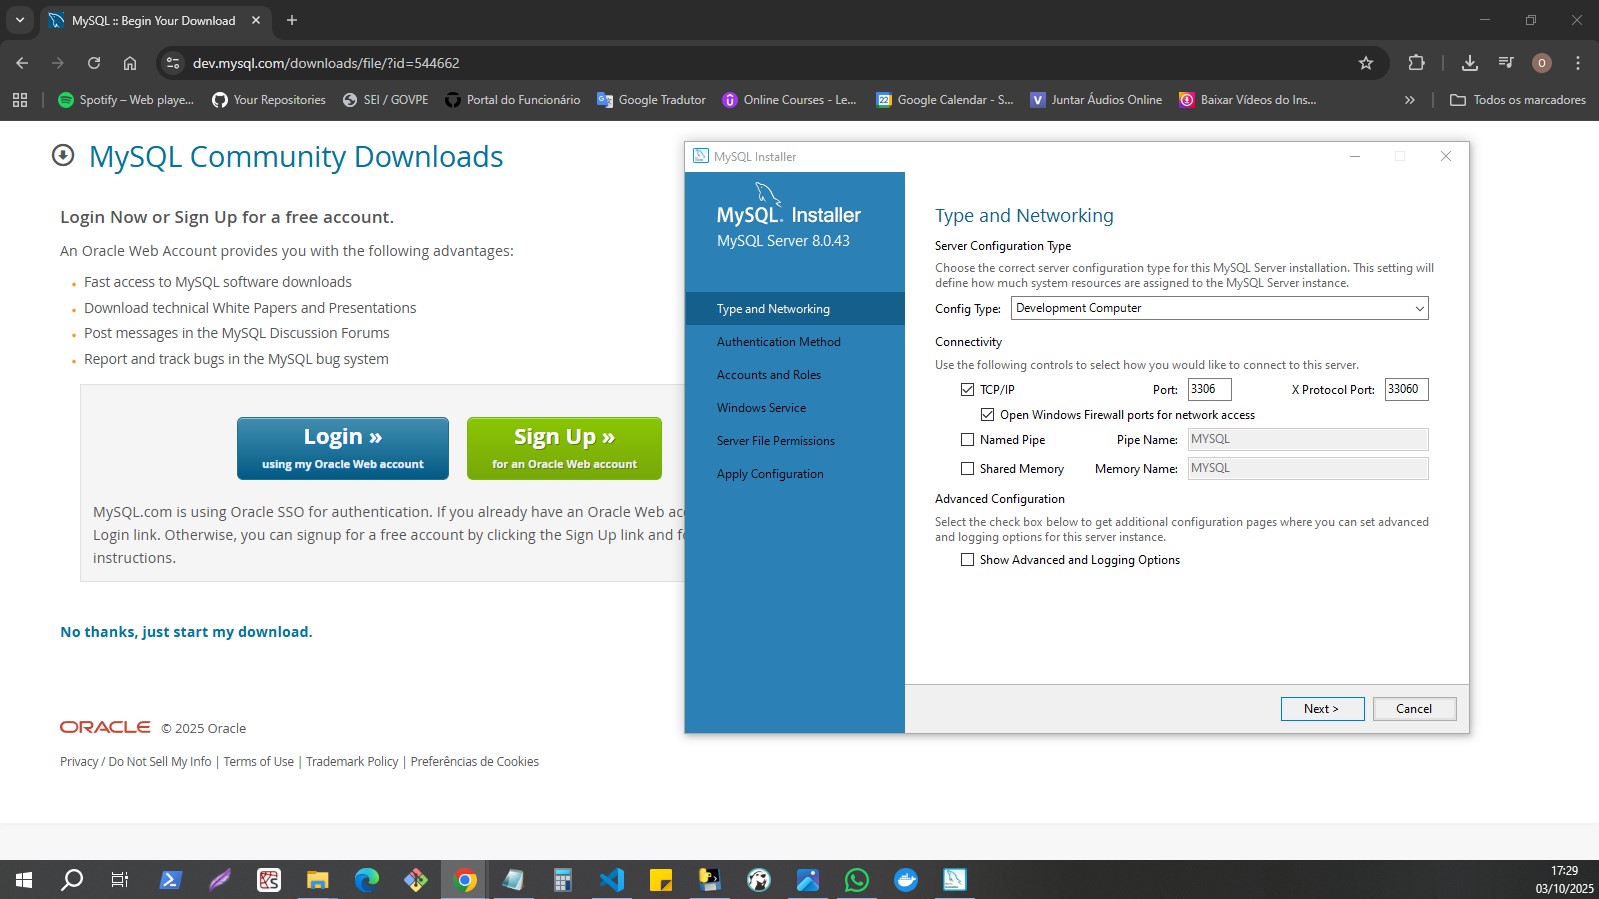 MySQL :: Begin Your Download
dev.mysql.com/downloads/file/?id=544662
O
Spotify – Web playe...
Your Repositories
SEI / GOVPE
Portal do Funcionário
Google Tradutor
Online Courses - Le...
Google Calendar - S...
Juntar Áudios Online
Baixar Vídeos do Ins...
Todos os marcadores
MySQL Community Downloads
Login Now or Sign Up for a free account.
An Oracle Web Account provides you with the following advantages:
Fast access to MySQL software downloads
Download technical White Papers and Presentations
Post messages in the MySQL Discussion Forums
Report and track bugs in the MySQL bug system
Login »
using my Oracle Web account
Sign Up »
for an Oracle Web account
MySQL.com is using Oracle SSO for authentication. If you already have an Oracle Web
Login link. Otherwise, you can signup for a free account by clicking the Sign Up link and
instructions.
No thanks, just start my download.
ORACLE © 2025 Oracle
Privacy / Do Not Sell My Info | Terms of Use | Trademark Policy | Preferências de Cookies
MySQL Installer
MySQL. Installer
MySQL Server 8.0.43
Type and Networking
Authentication Method
Accounts and Roles
Windows Service
Server File Permissions
Apply Configuration
Type and Networking
Server Configuration Type
Choose the correct server configuration type for this MySQL Server installation. This setting will
define how much system resources are assigned to the MySQL Server instance.
Config Type: Development Computer
Connectivity
Use the following controls to select how you would like to connect to this server.
TCP/IP Port: 3306 X Protocol Port: 33060
Open Windows Firewall ports for network access
Named Pipe Pipe Name: MYSQL
Shared Memory Memory Name: MYSQL
Advanced Configuration
Select the check box below to get additional configuration pages where you can set advanced
and logging options for this server instance.
Show Advanced and Logging Options
Next >
Cancel
17:29
03/10/2025